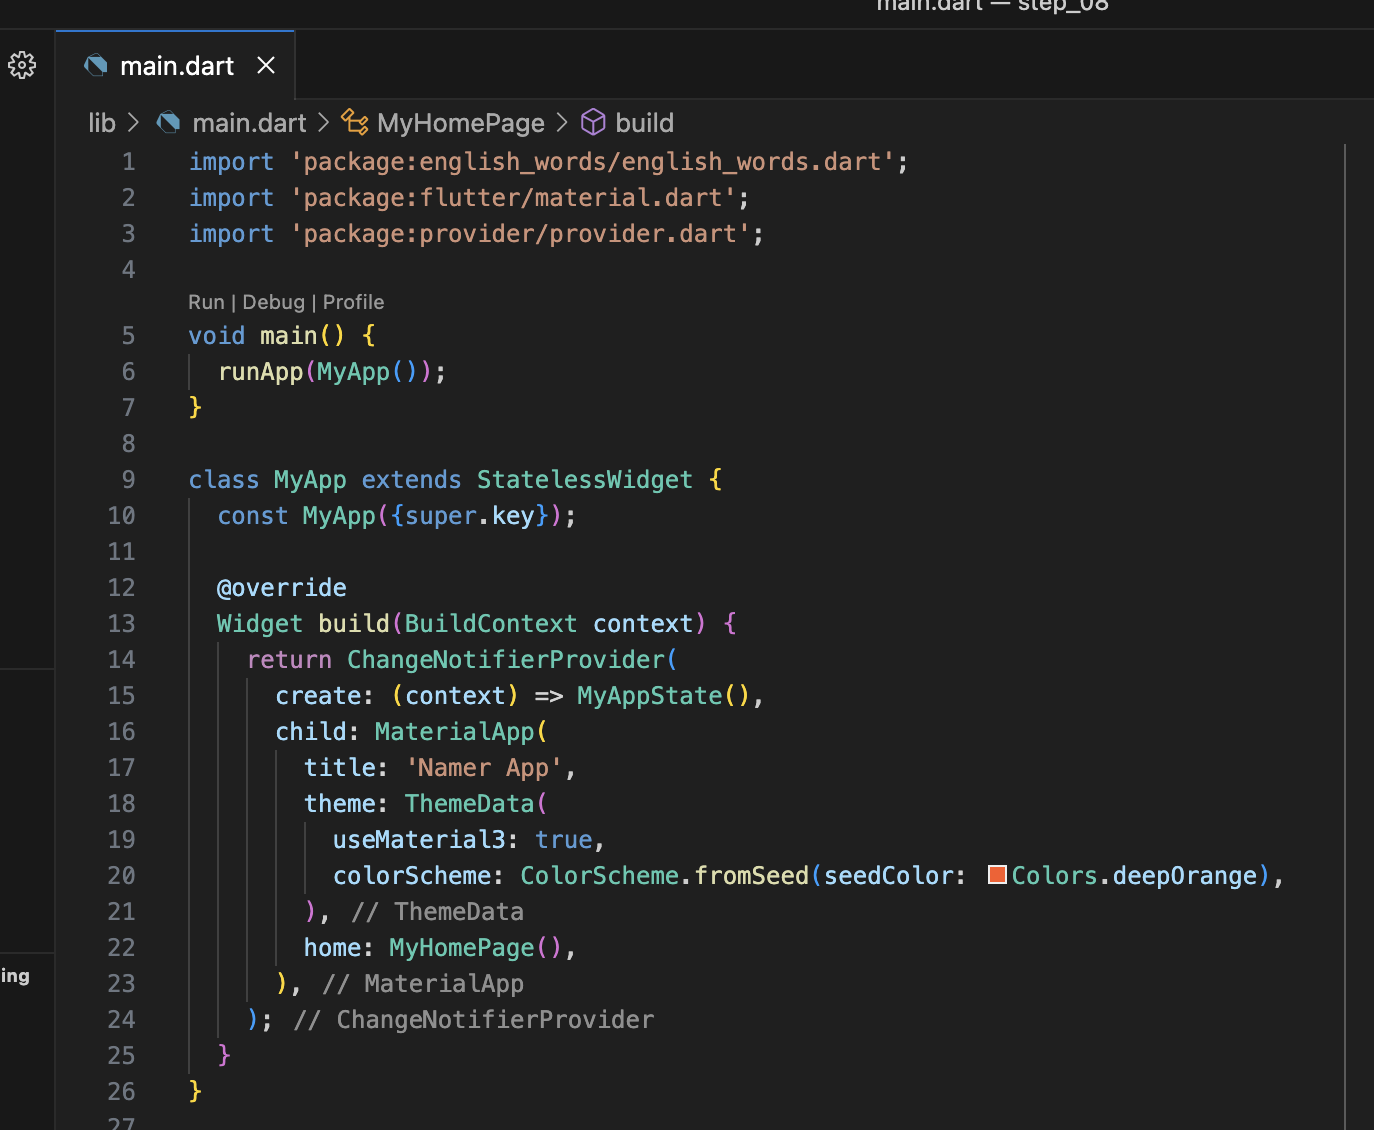 main.dart — step_08
main.dart
lib > main.dart > MyHomePage > build
1 import 'package:english_words/english_words.dart';
2 import 'package:flutter/material.dart';
3 import 'package:provider/provider.dart';
4
Run | Debug | Profile
5 void main() {
6   runApp(MyApp());
7 }
8
9 class MyApp extends StatelessWidget {
10   const MyApp({super.key});
11
12   @override
13   Widget build(BuildContext context) {
14     return ChangeNotifierProvider(
15       create: (context) => MyAppState(),
16       child: MaterialApp(
17         title: 'Namer App',
18         theme: ThemeData(
19           useMaterial3: true,
20           colorScheme: ColorScheme.fromSeed(seedColor: Colors.deepOrange),
21         ), // ThemeData
22         home: MyHomePage(),
ing
23       ), // MaterialApp
24     ); // ChangeNotifierProvider
25   }
26 }
27